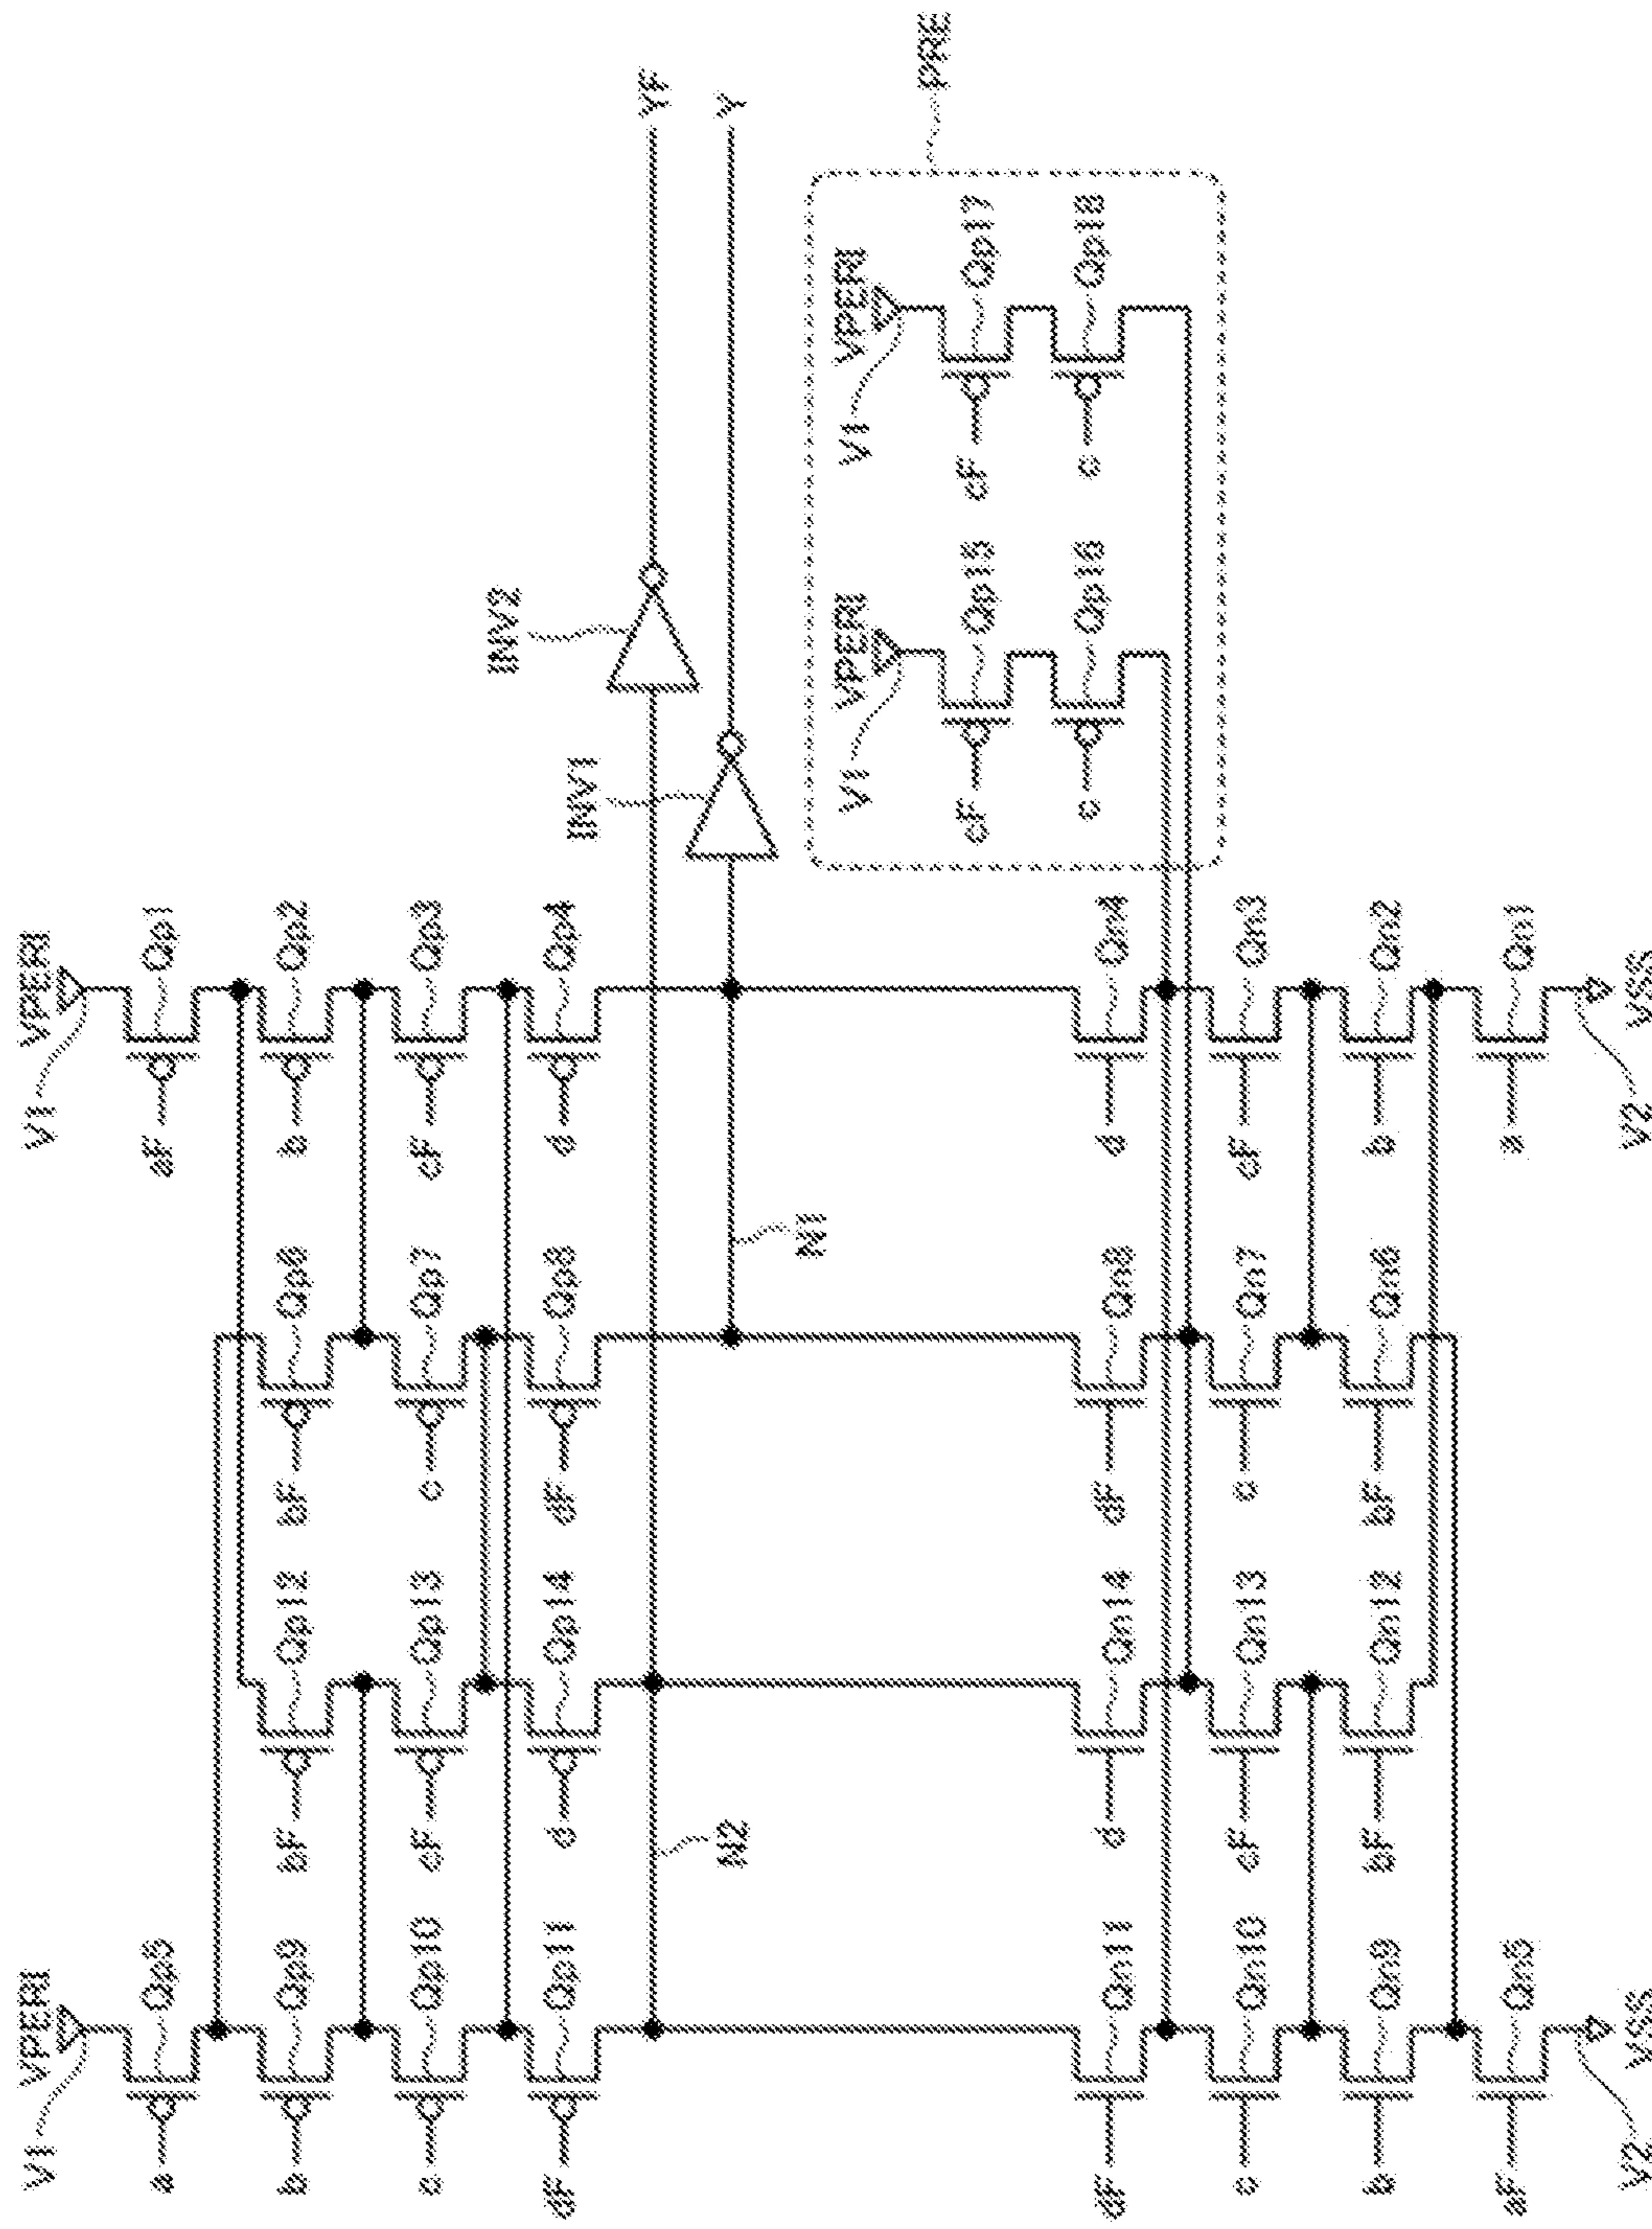 V1 VPERI V1 VPERI
a Qp5 aF Qp1
b Qp9 bF Qp12 bF Qp6 b Qp2
c Qp10 cF Qp13 c Qp7 cF Qp3
INV2
dF Qp11 d Qp14 dF Qp8 d Qp4
INV1
YF
N2 Y
N1
V1 VPERI V1 VPERI
PRE
cF Qp15 cF Qp17
c Qp16 c Qp18
dF Qn11 d Qn14 dF Qn8 d Qn4
c Qn10 cF Qn13 c Qn7 cF Qn3
b Qn9 bF Qn12 bF Qn6 b Qn2
aF Qn5 a Qn1
V2 VSS V2 VSS